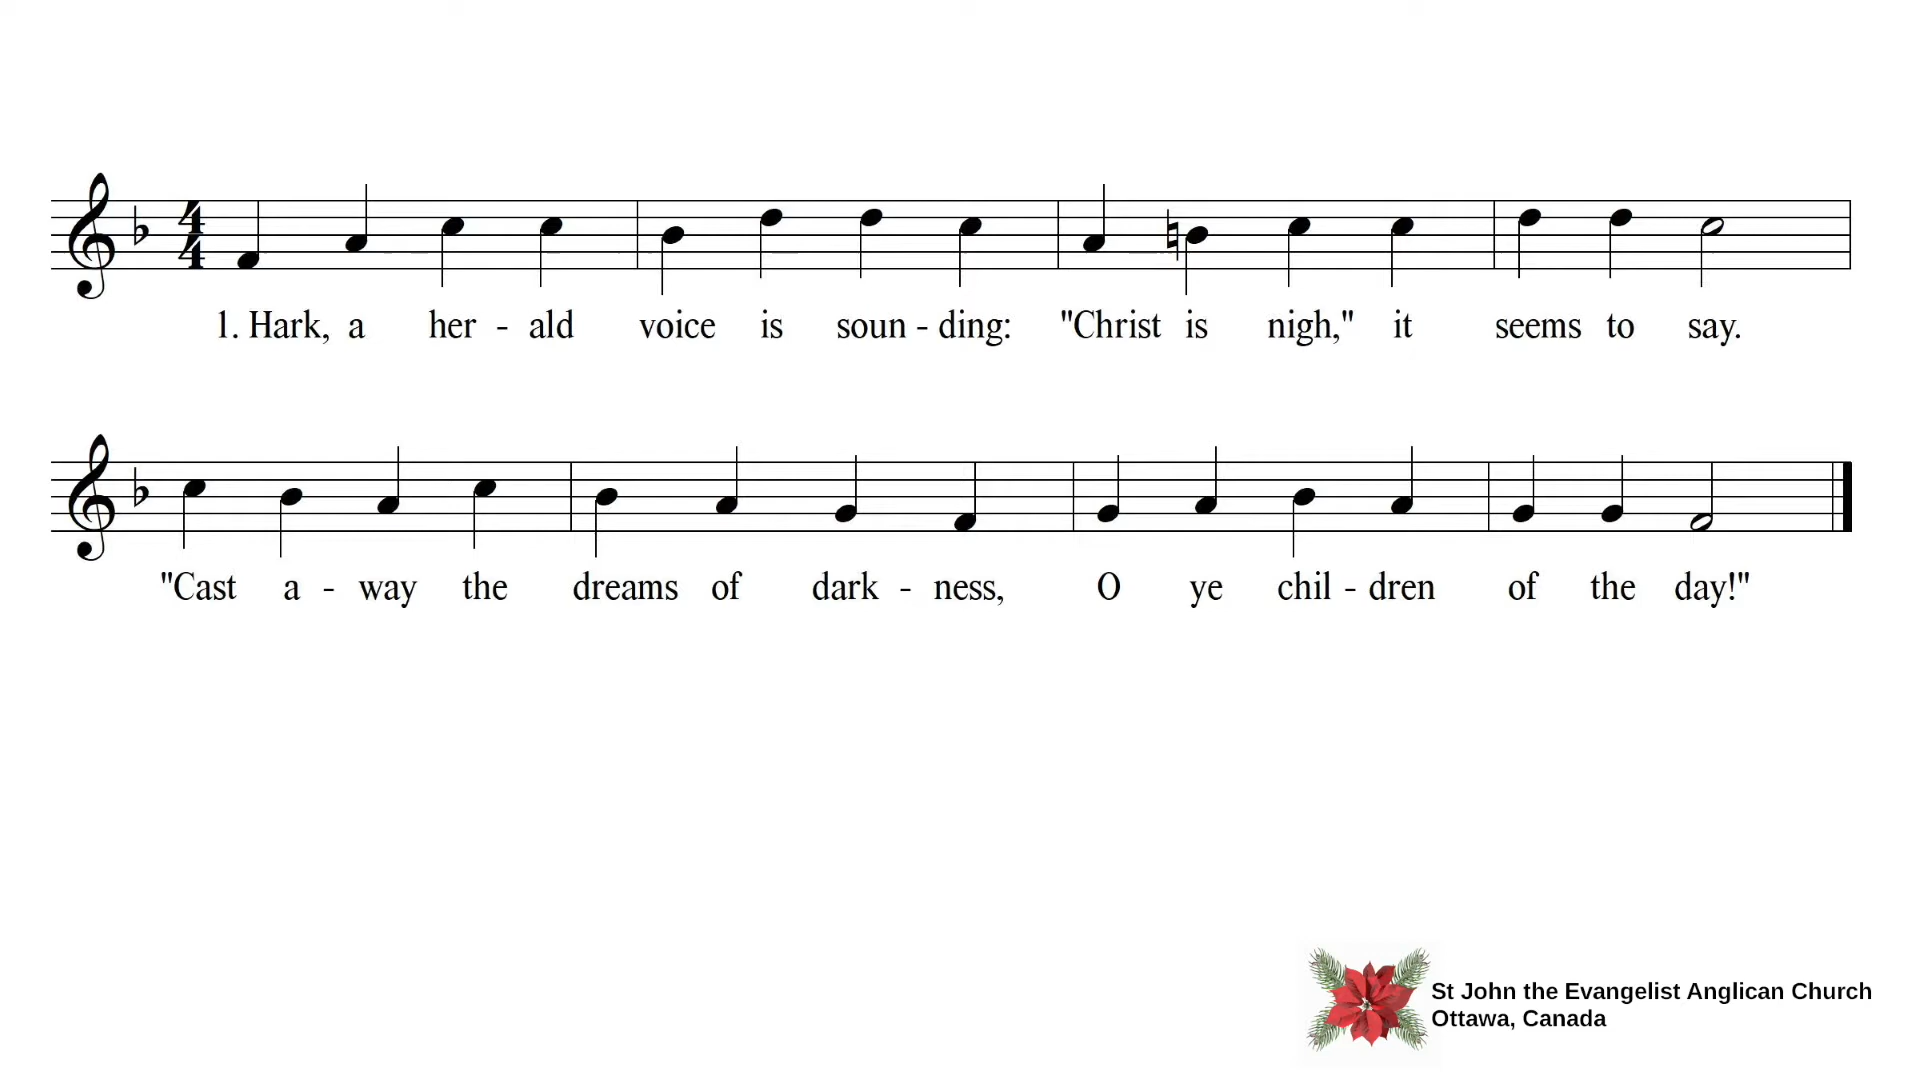 1. Hark, a her - ald voice is soun - ding: "Christ is nigh," it seems to say.
"Cast a - way the dreams of dark - ness, O ye chil - dren of the day!"
St John the Evangelist Anglican Church
Ottawa, Canada